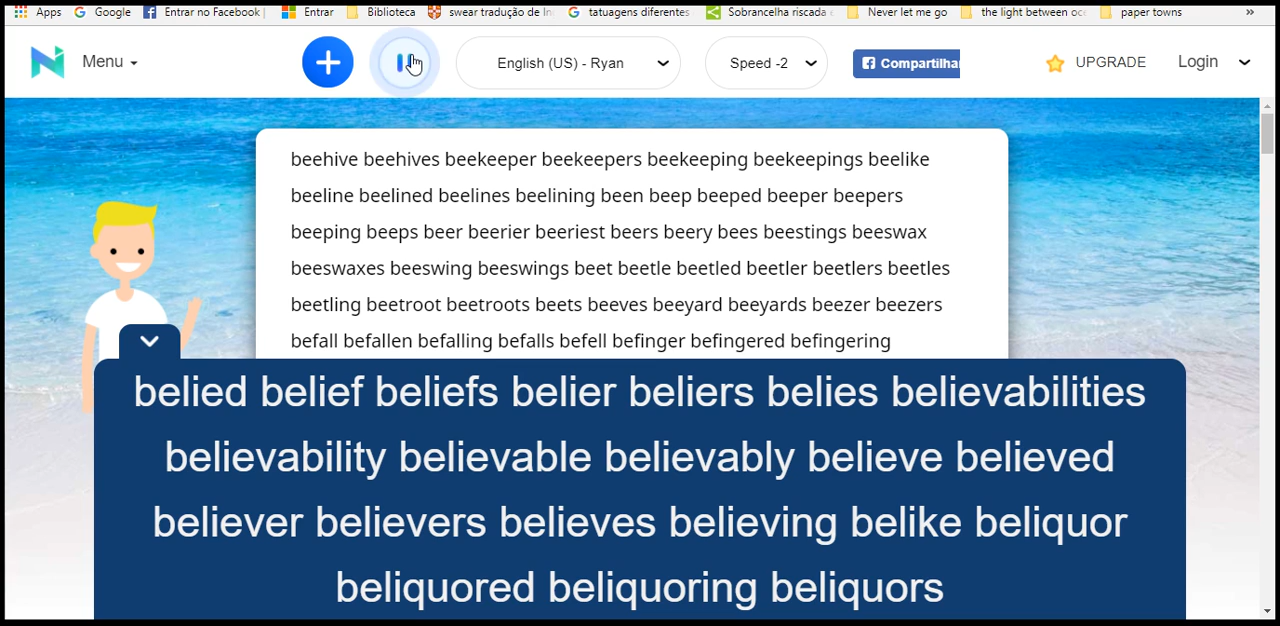 Apps Google Entrar no Facebook | Entrar Biblioteca swear tradução de In tatuagens diferentes Sobrancelha riscada Never let me go the light between oce paper towns »
Menu English (US) - Ryan Speed -2 Compartilhar UPGRADE Login
beehive beehives beekeeper beekeepers beekeeping beekeepings beelike
beeline beelined beelines beelining been beep beeped beeper beepers
beeping beeps beer beerier beeriest beers beery bees beestings beeswax
beeswaxes beeswing beeswings beet beetle beetled beetler beetlers beetles
beetling beetroot beetroots beets beeves beeyard beeyards beezer beezers
befall befallen befalling befalls befell befinger befingered befingering
belied belief beliefs belier beliers belies believabilities
believability believable believably believe believed
believer believers believes believing belike beliquor
beliquored beliquoring beliquors